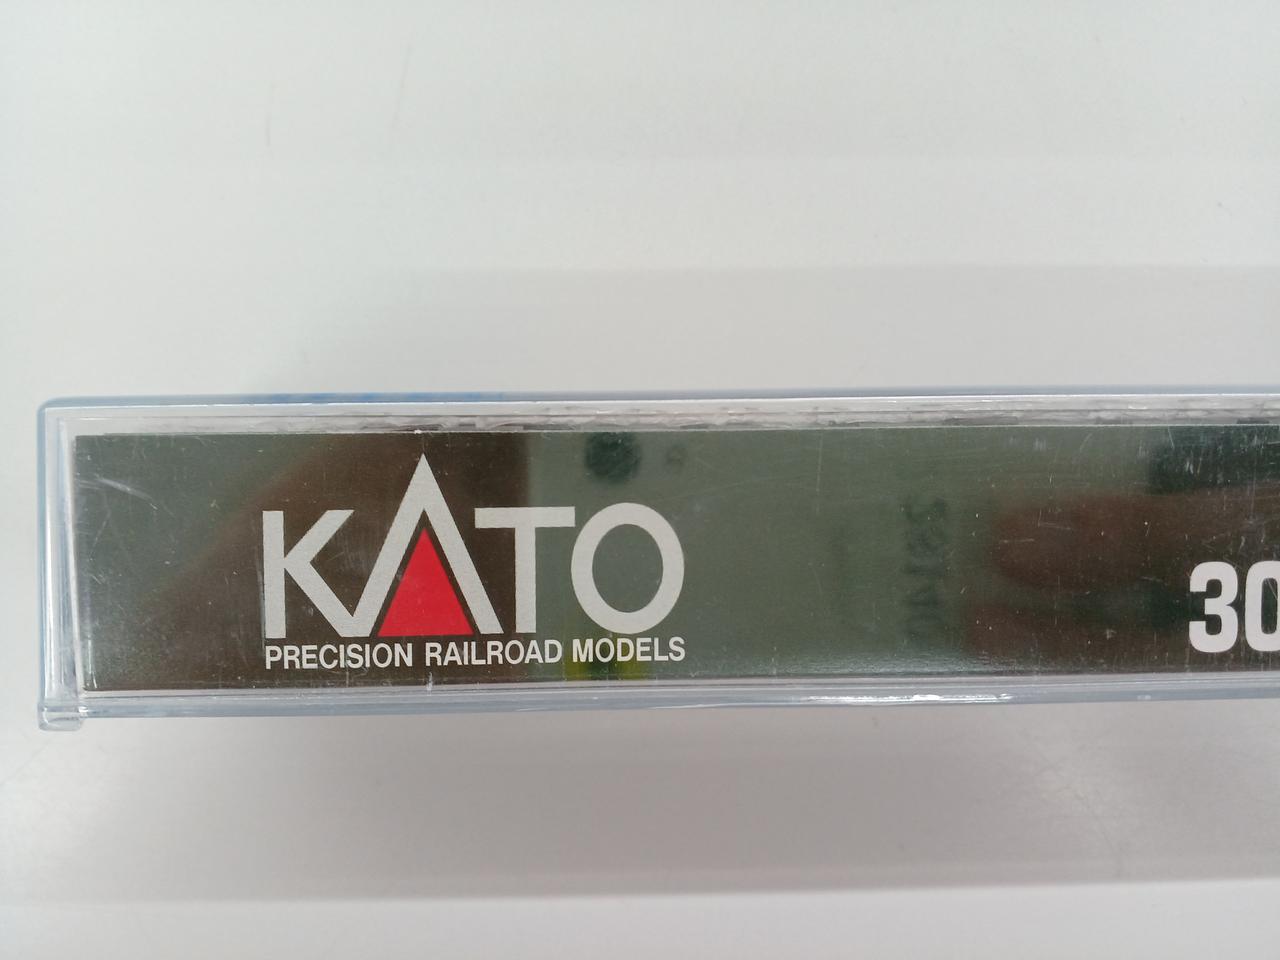 KATO
PRECISION RAILROAD MODELS
30